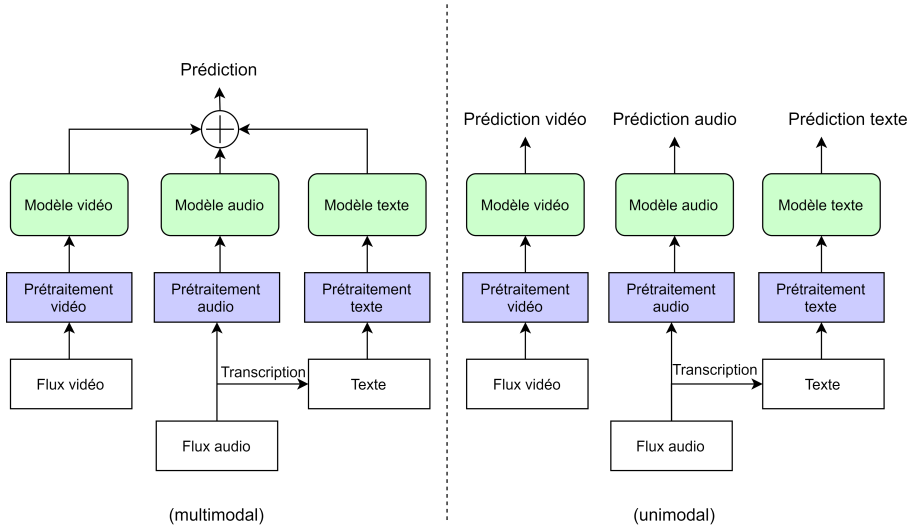 Prédiction
Modèle vidéo
Modèle audio
Modèle texte
Prétraitement
vidéo
Prétraitement
audio
Prétraitement
texte
Flux vidéo
Transcription
Texte
Flux audio
(multimodal)
Prédiction vidéo
Prédiction audio
Prédiction texte
Modèle vidéo
Modèle audio
Modèle texte
Prétraitement
vidéo
Prétraitement
audio
Prétraitement
texte
Flux vidéo
Transcription
Texte
Flux audio
(unimodal)